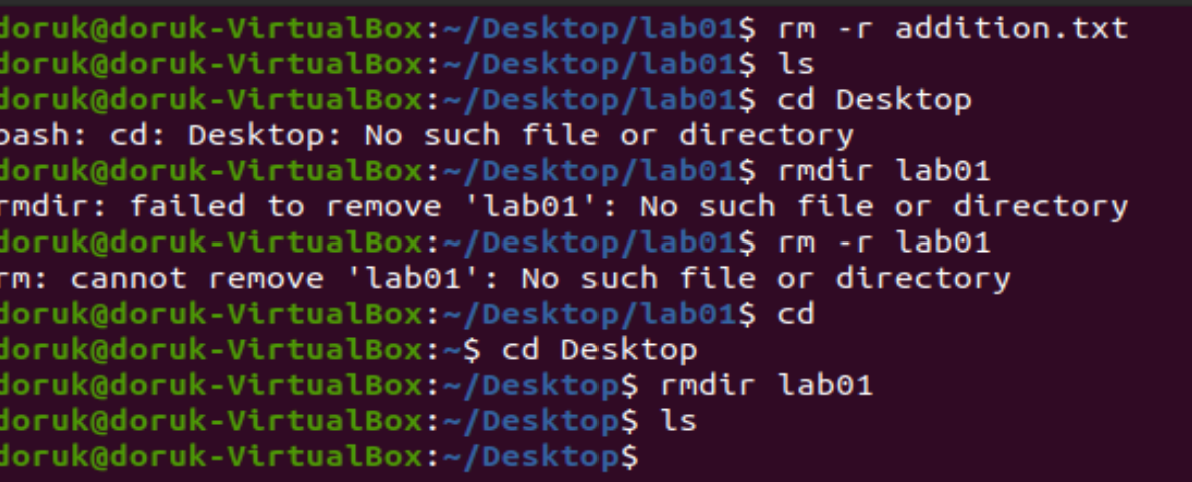 doruk@doruk-VirtualBox:~/Desktop/lab01$ rm -r addition.txt
doruk@doruk-VirtualBox:~/Desktop/lab01$ ls
doruk@doruk-VirtualBox:~/Desktop/lab01$ cd Desktop
bash: cd: Desktop: No such file or directory
doruk@doruk-VirtualBox:~/Desktop/lab01$ rmdir lab01
rmdir: failed to remove 'lab01': No such file or directory
doruk@doruk-VirtualBox:~/Desktop/lab01$ rm -r lab01
rm: cannot remove 'lab01': No such file or directory
doruk@doruk-VirtualBox:~/Desktop/lab01$ cd
doruk@doruk-VirtualBox:~$ cd Desktop
doruk@doruk-VirtualBox:~/Desktop$ rmdir lab01
doruk@doruk-VirtualBox:~/Desktop$ ls
doruk@doruk-VirtualBox:~/Desktop$